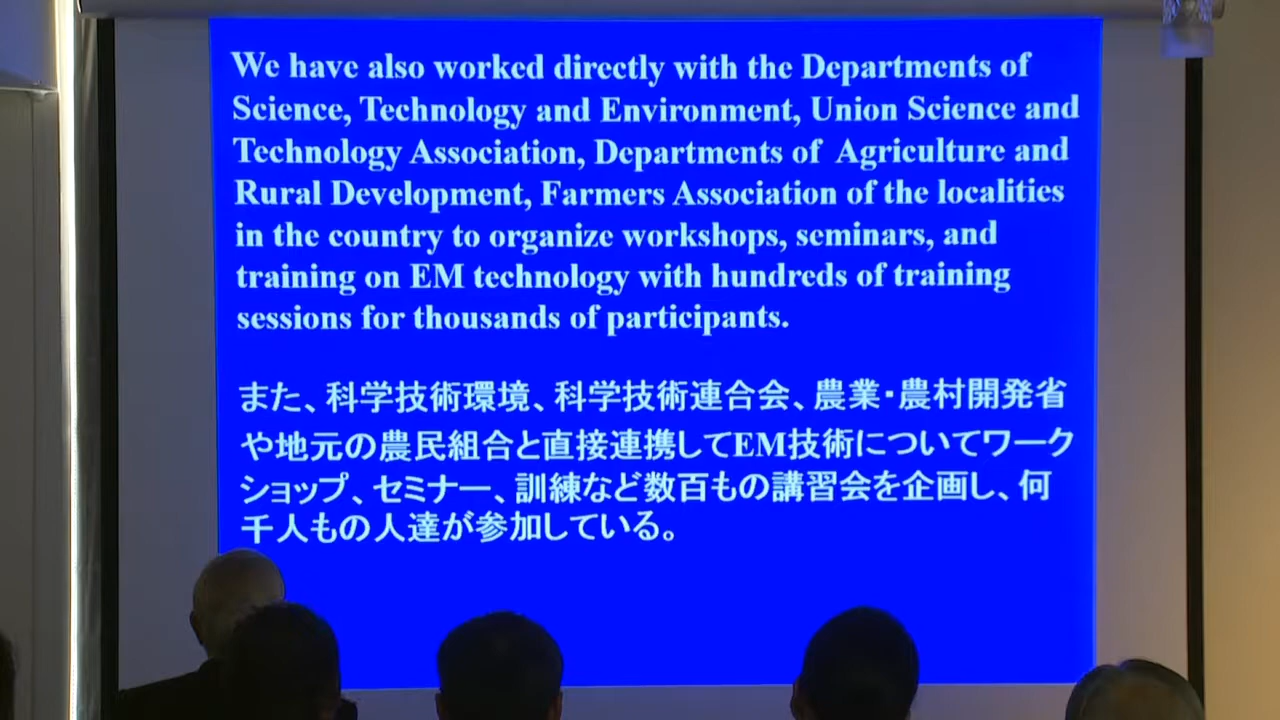 We have also worked directly with the Departments of
Science, Technology and Environment, Union Science and
Technology Association, Departments of Agriculture and
Rural Development, Farmers Association of the localities
in the country to organize workshops, seminars, and
training on EM technology with hundreds of training
sessions for thousands of participants.
また、科学技術環境、科学技術連合会、農業・農村開発省
や地元の農民組合と直接連携してEM技術についてワーク
ショップ、セミナー、訓練など数百もの講習会を企画し、何
千人もの人達が参加している。